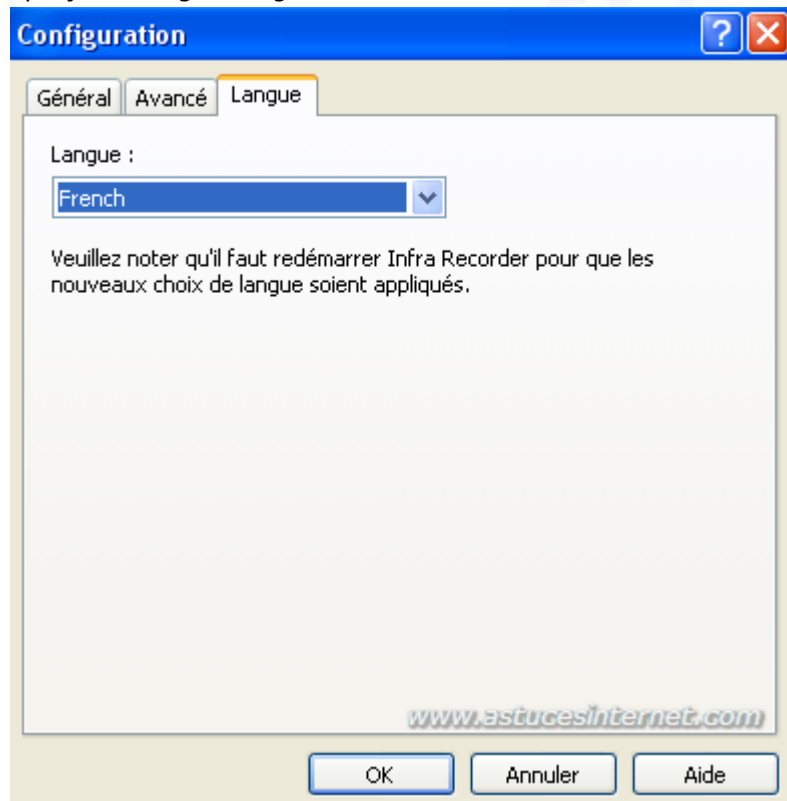 Configuration
Général
Avancé
Langue
Langue :
French
Veuillez noter qu'il faut redémarrer Infra Recorder pour que les
nouveaux choix de langue soient appliqués.
www.astucesinternet.com
OK
Annuler
Aide